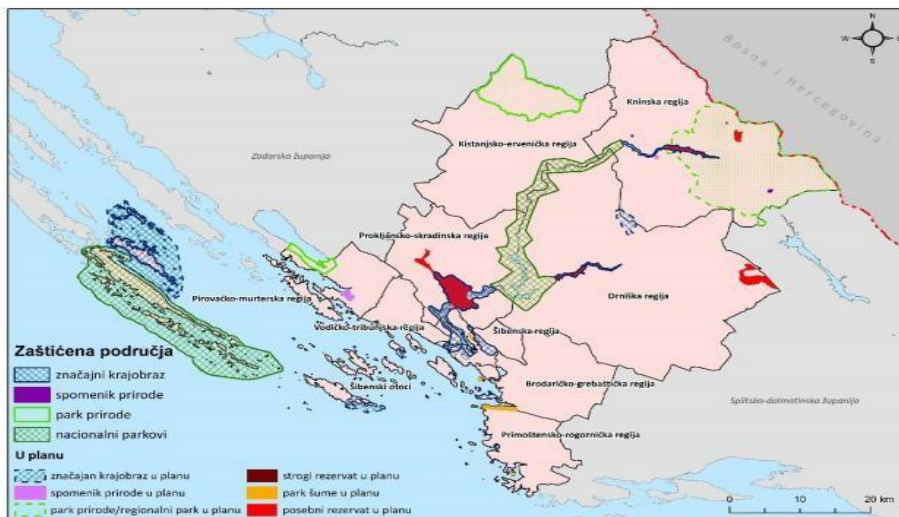 N
W
S
Bosna i Hercegovina
Kninska regija
Kistanjsko-ervenička regija
Zadarska županija
Prokljansko-skradinska regija
Pirovačko-murterska regija
Drniška regija
Vodičko-tribunjska regija
Šibenska regija
Šibenski otoci
Brodaričko-grebaštička regija
Splitsko-dalmatinska županija
Primoštensko-rogoznička regija
Zaštićena područja
značajni krajobraz
spomenik prirode
park prirode
nacionalni parkovi
U planu
značajan krajobraz u planu
spomenik prirode u planu
park prirode/regionalni park u planu
strogi rezervat u planu
park šume u planu
posebni rezervat u planu
0 10 20 km